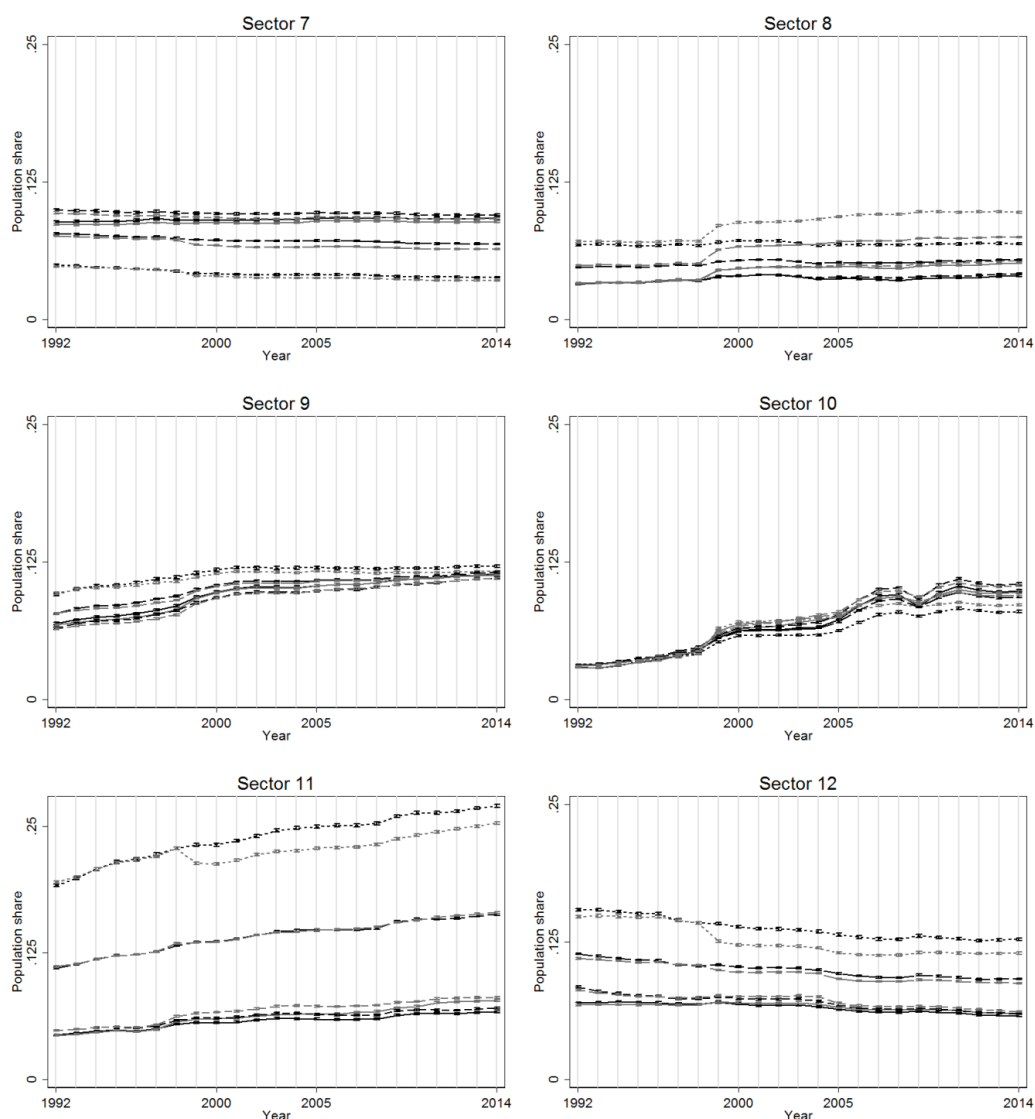 Sector 7
.25
.125
0
Population share
1992
2000
2005
2014
Year
Sector 8
.25
.125
0
Population share
1992
2000
2005
2014
Year
Sector 9
.25
.125
0
Population share
1992
2000
2005
2014
Year
Sector 10
.25
.125
0
Population share
1992
2000
2005
2014
Year
Sector 11
.25
.125
0
Population share
1992
2000
2005
2014
Year
Sector 12
.25
.125
0
Population share
1992
2000
2005
2014
Year